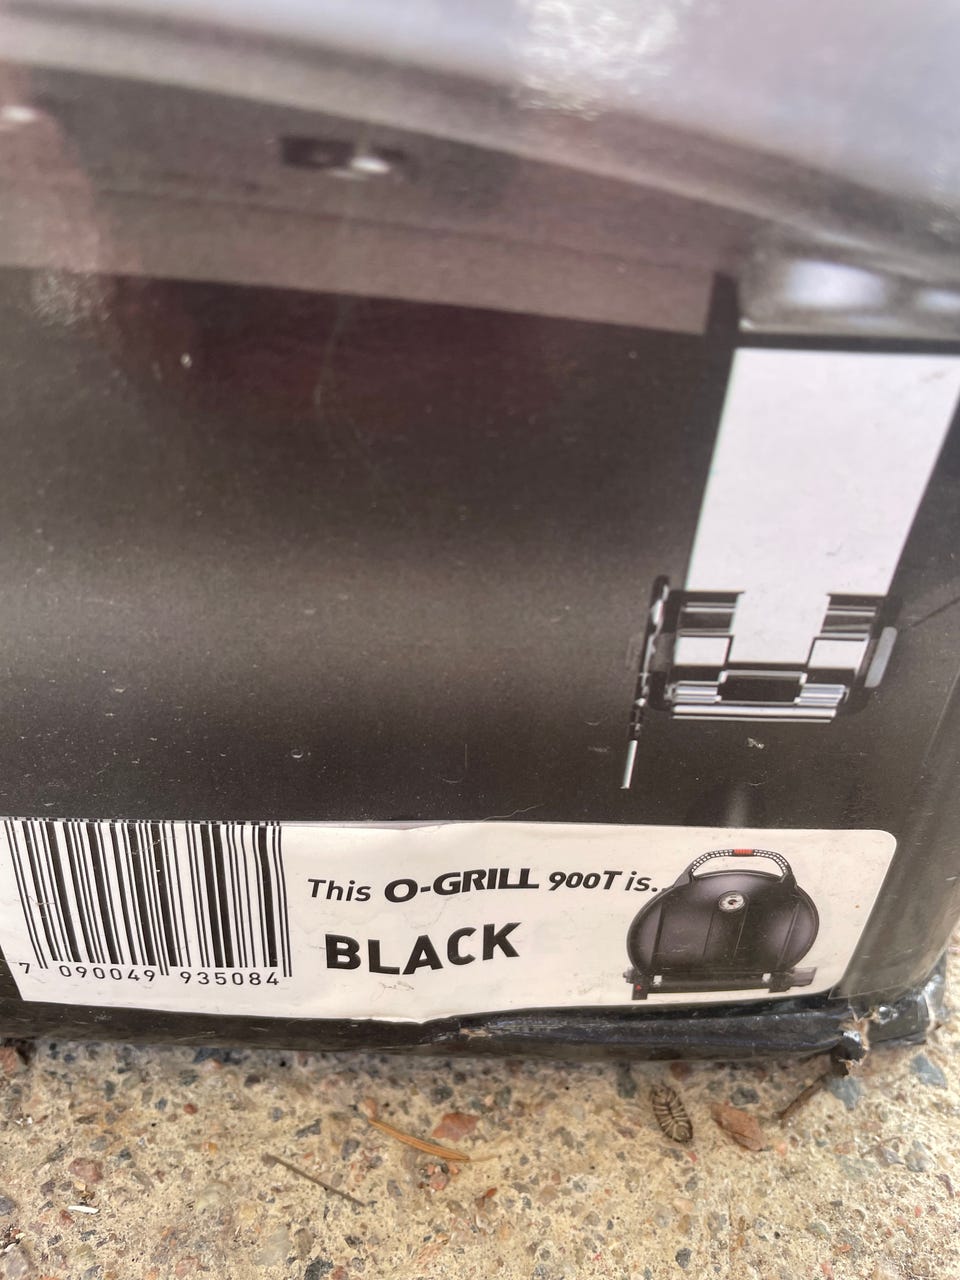 This O-GRILL 900T is...
BLACK
7 090049 935084